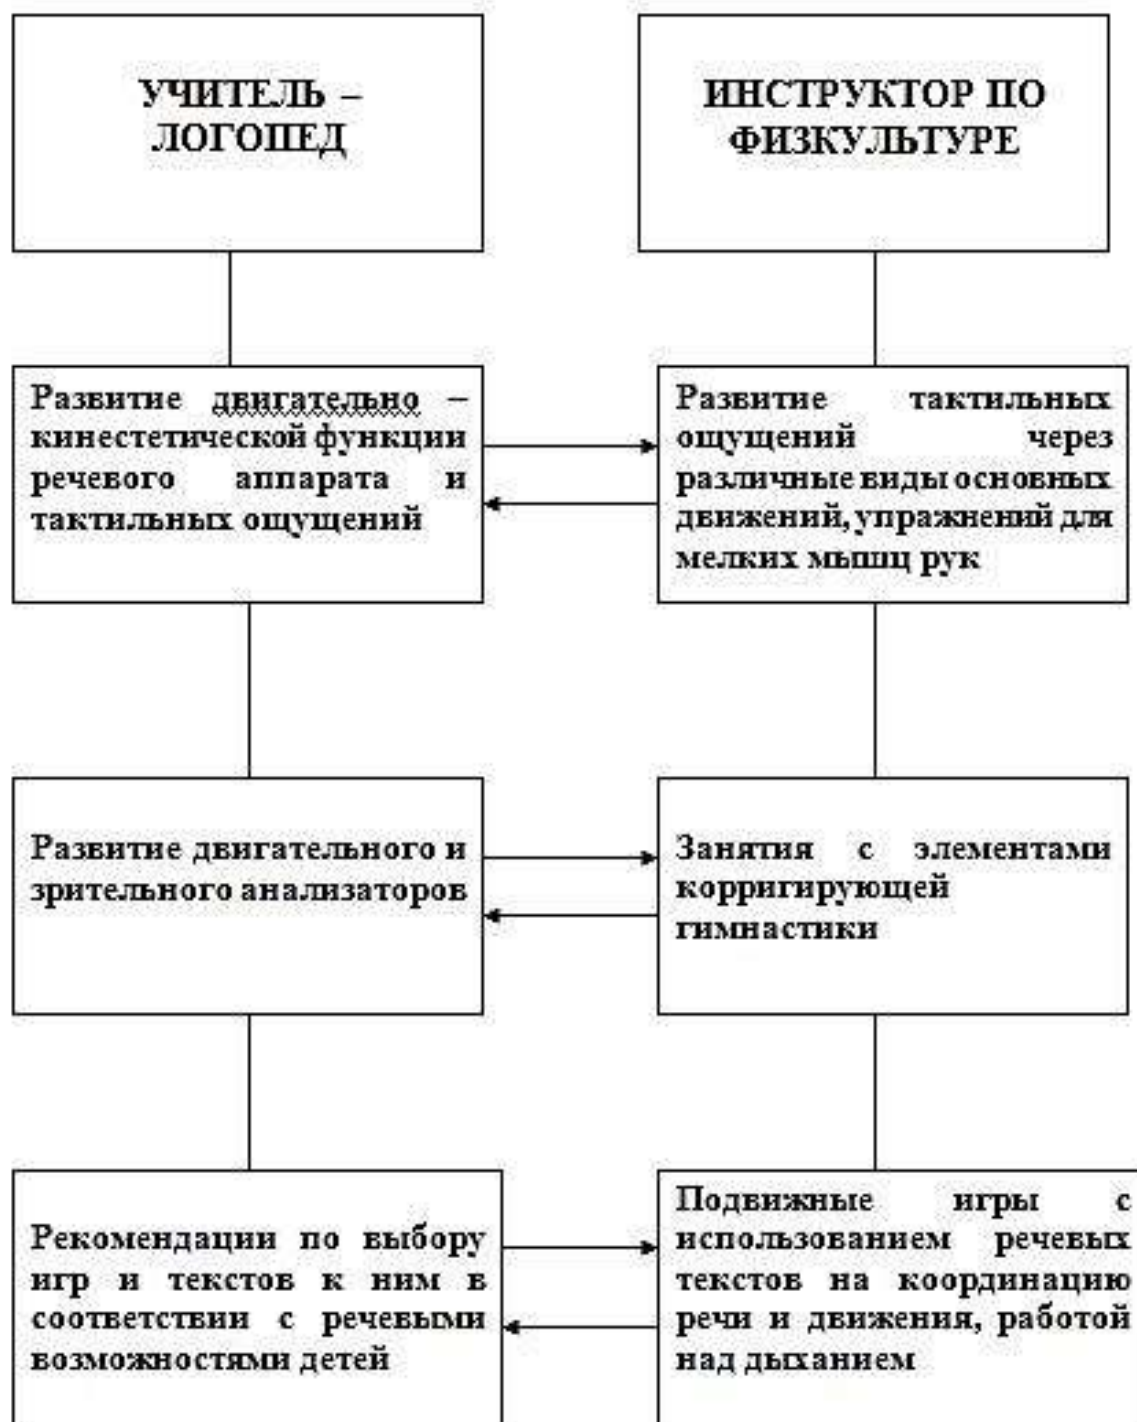 УЧИТЕЛЬ –
ЛОГОПЕД
ИНСТРУКТОР ПО
ФИЗКУЛЬТУРЕ
Развитие двигательно –
кинестетической функции
речевого аппарата и
тактильных ощущений
Развитие тактильных
ощущений через
различные виды основных
движений, упражнений для
мелких мышц рук
Развитие двигательного и
зрительного анализаторов
Занятия с элементами
корригирующей
гимнастики
Рекомендации по выбору
игр и текстов к ним в
соответствии с речевыми
возможностями детей
Подвижные игры с
использованием речевых
текстов на координацию
речи и движения, работой
над дыханием